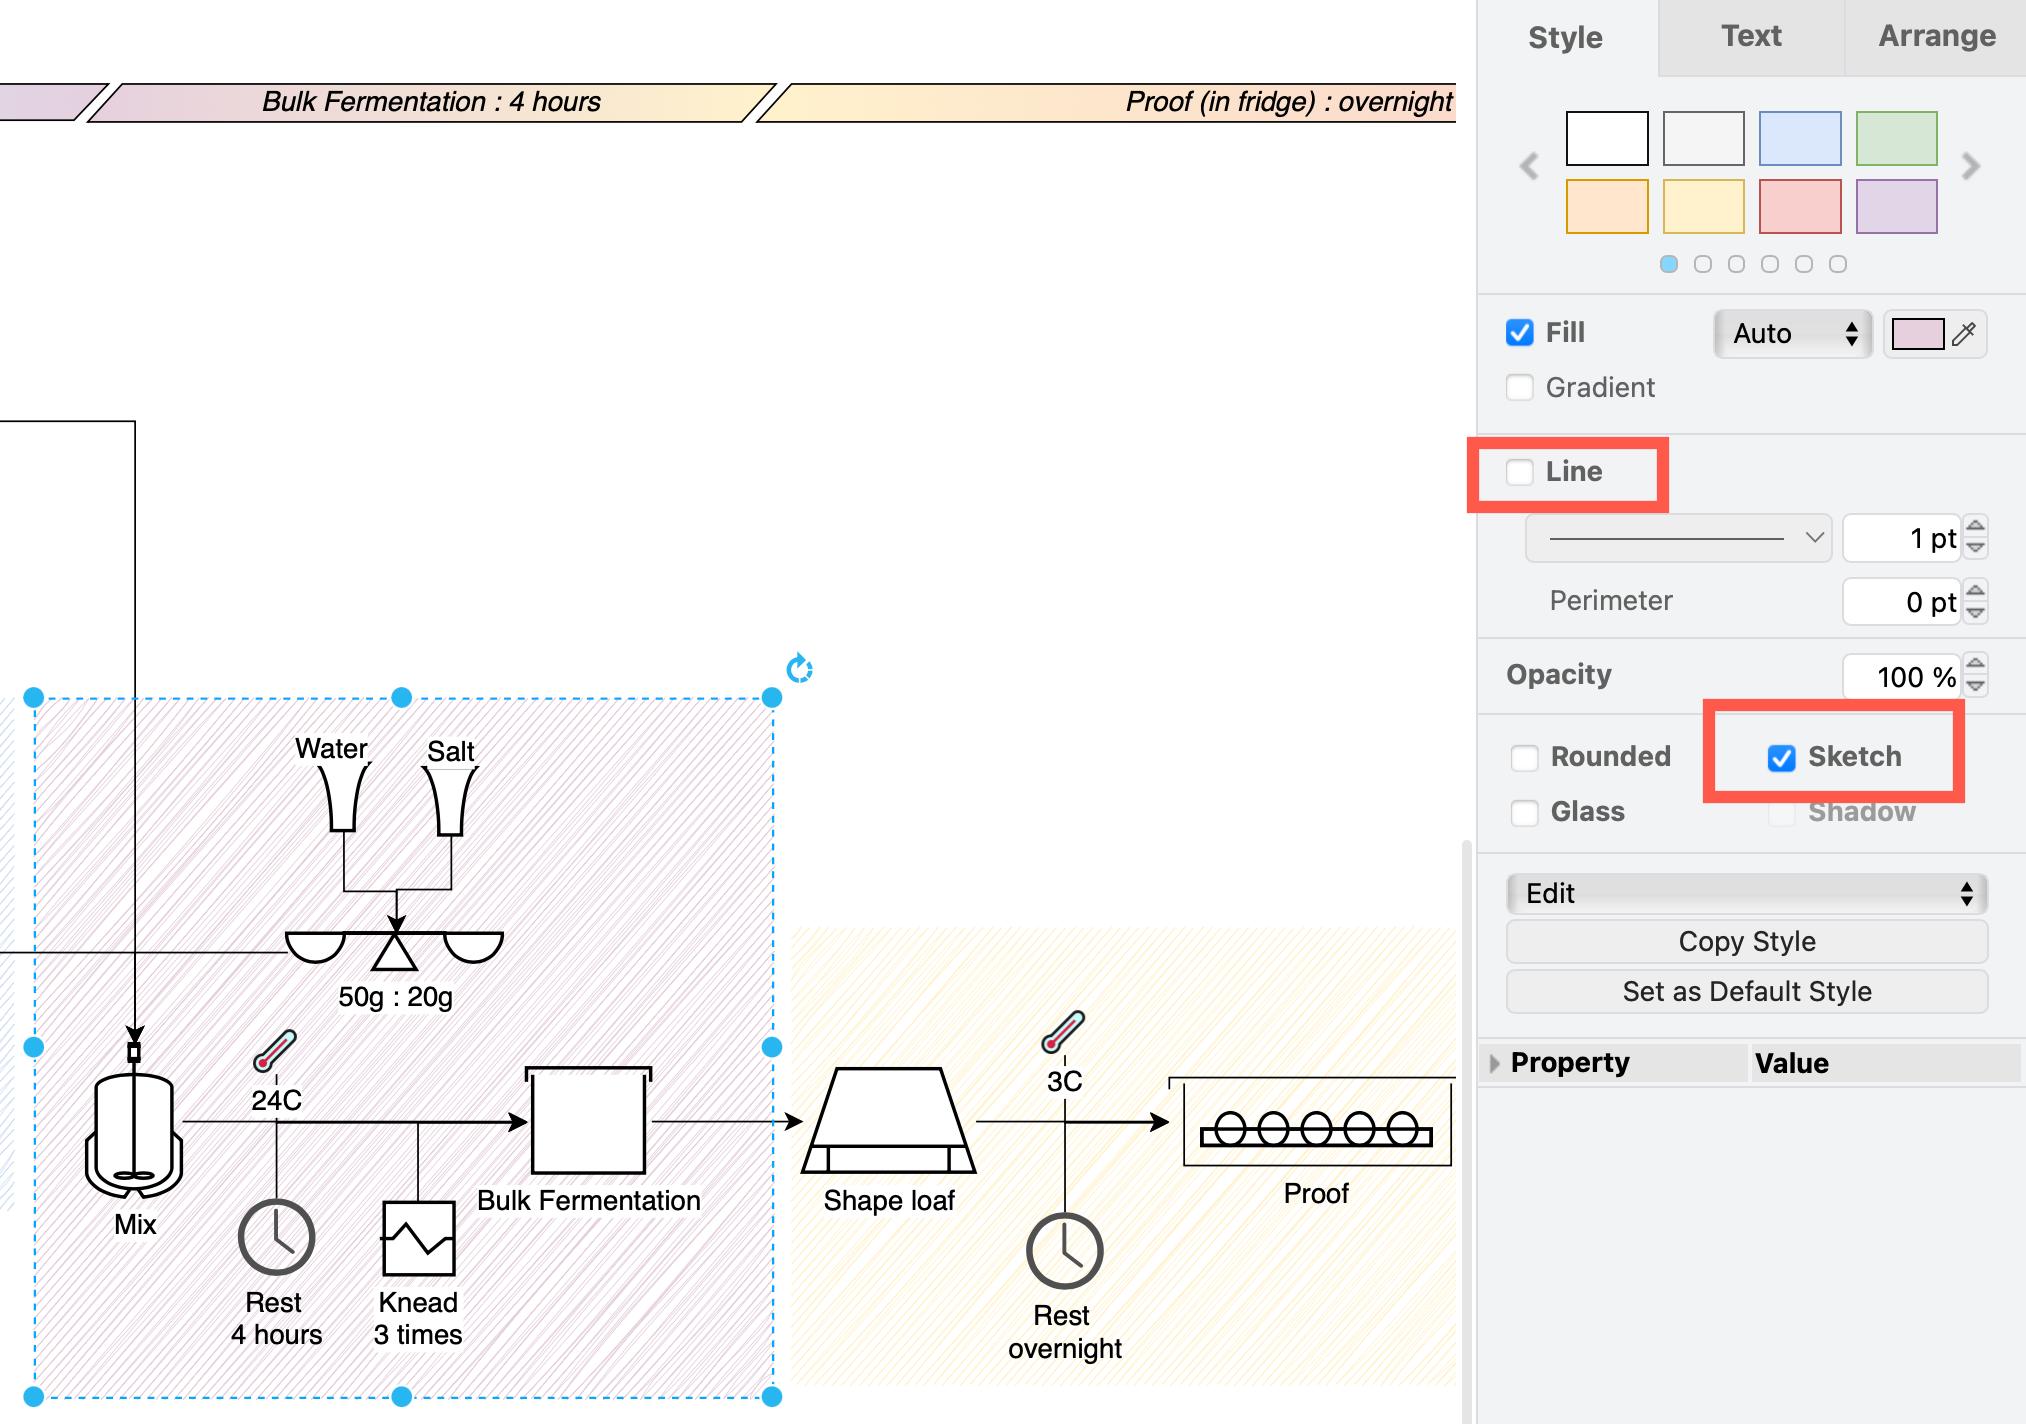 Bulk Fermentation : 4 hours
Proof (in fridge) : overnight
Water
Salt
50g : 20g
24C
Mix
Rest
4 hours
Knead
3 times
Bulk Fermentation
Shape loaf
3C
Rest
overnight
Proof
Style
Text
Arrange
Fill
Auto
Gradient
Line
1 pt
Perimeter
0 pt
Opacity
100 %
Rounded
Sketch
Glass
Shadow
Edit
Copy Style
Set as Default Style
Property
Value